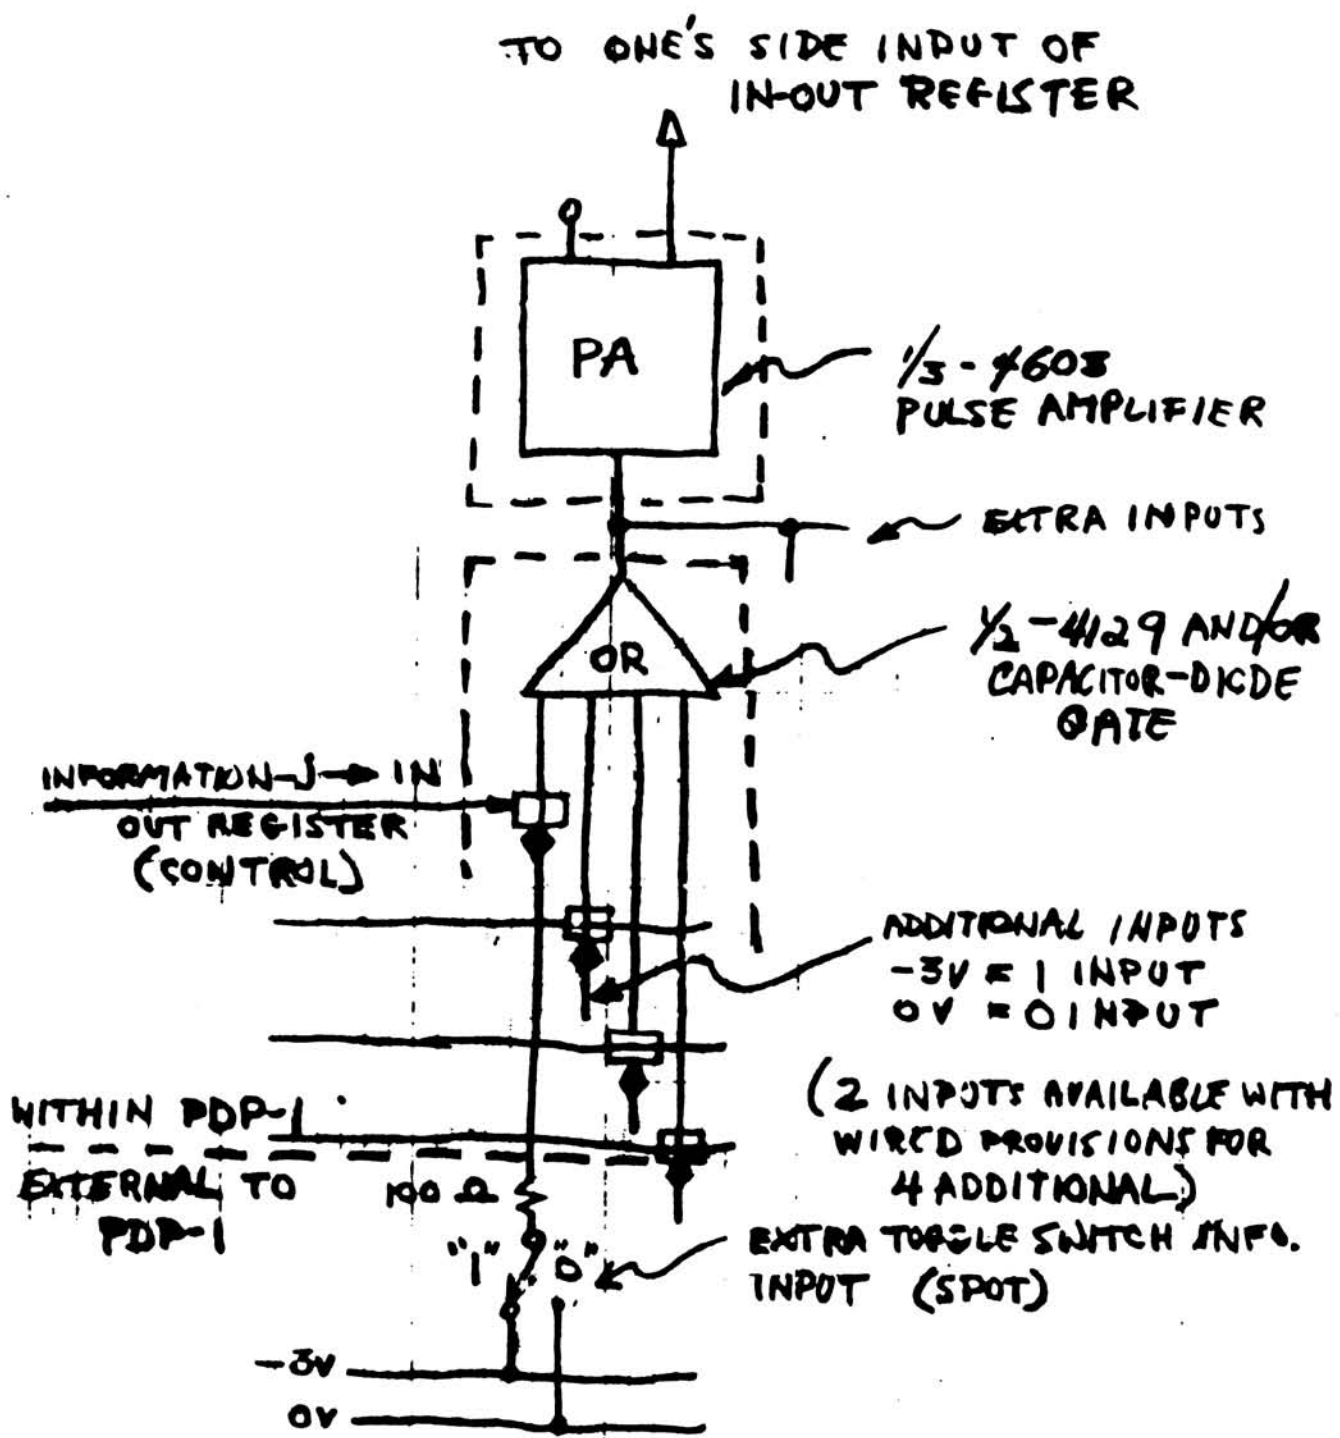 TO ONE'S SIDE INPUT OF
IN-OUT REGISTER
PA
1/3 - 4603
PULSE AMPLIFIER
EXTRA INPUTS
OR
1/2 - 4129 AND/OR
CAPACITOR-DIODE
GATE
INFORMATION-J → IN
OUT REGISTER
(CONTROL)
ADDITIONAL INPUTS
-3V = 1 INPUT
0V = 0 INPUT
(2 INPUTS AVAILABLE WITH
WIRED PROVISIONS FOR
4 ADDITIONAL)
WITHIN PDP-1
EXTERNAL TO
PDP-1
100 Ω
"1" "0"
EXTRA TOGGLE SWITCH INFO.
INPUT (SPDT)
-3V
0V